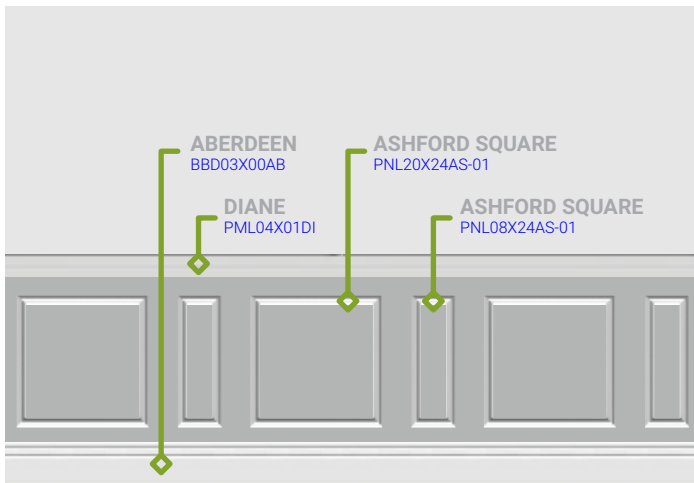 ABERDEEN
BBD03X00AB
ASHFORD SQUARE
PNL20X24AS-01
DIANE
PML04X01DI
ASHFORD SQUARE
PNL08X24AS-01